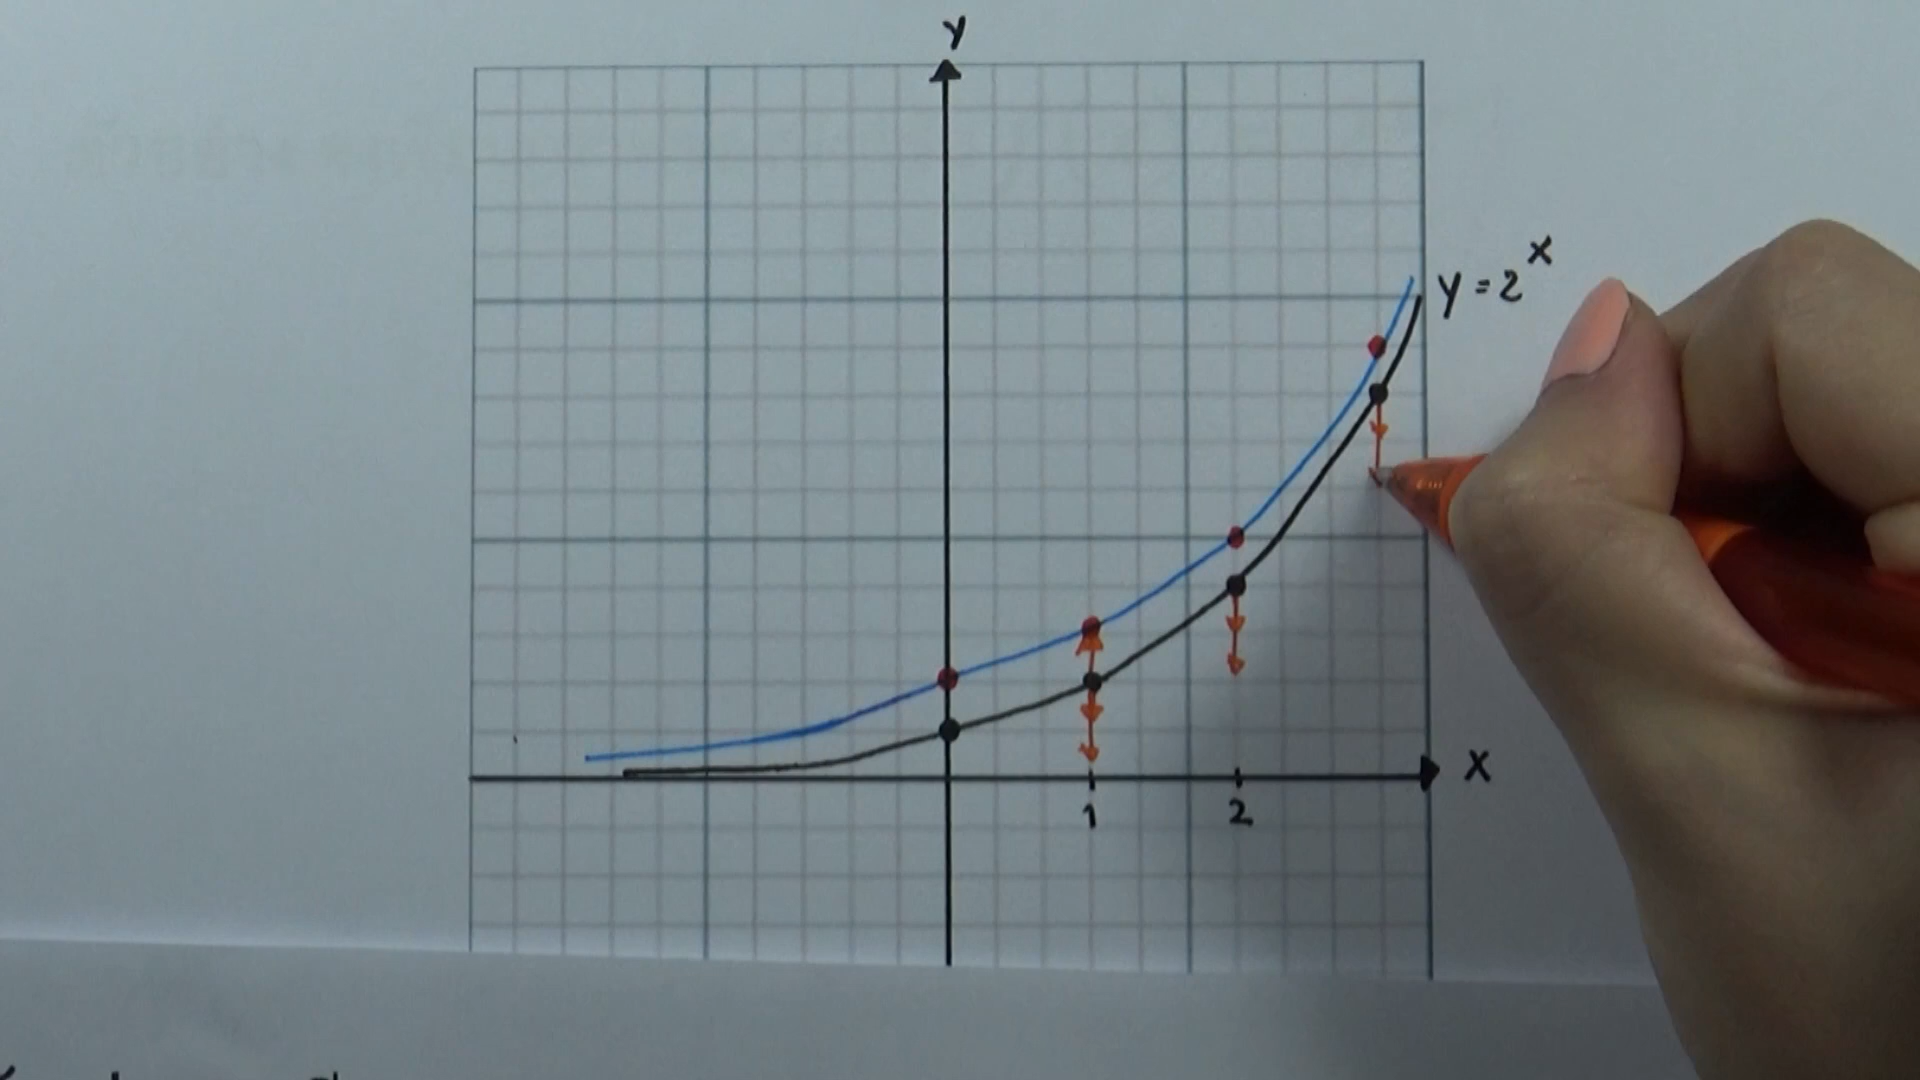 y
y = 2^x
x
1 2